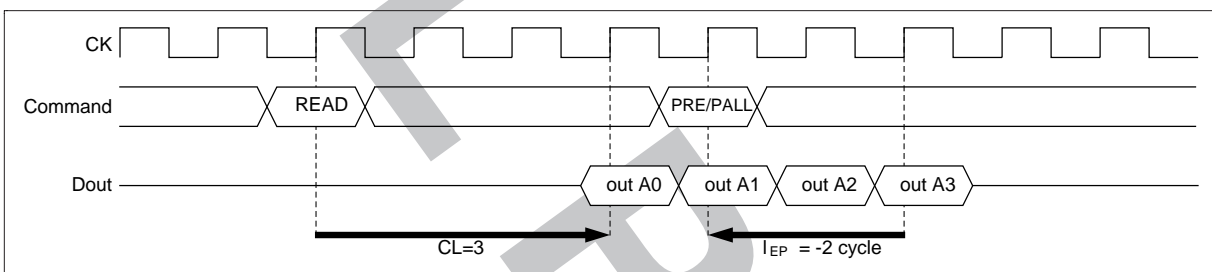 CK
Command READ PRE/PALL
Dout out A0 out A1 out A2 out A3
CL=3 lEP = -2 cycle